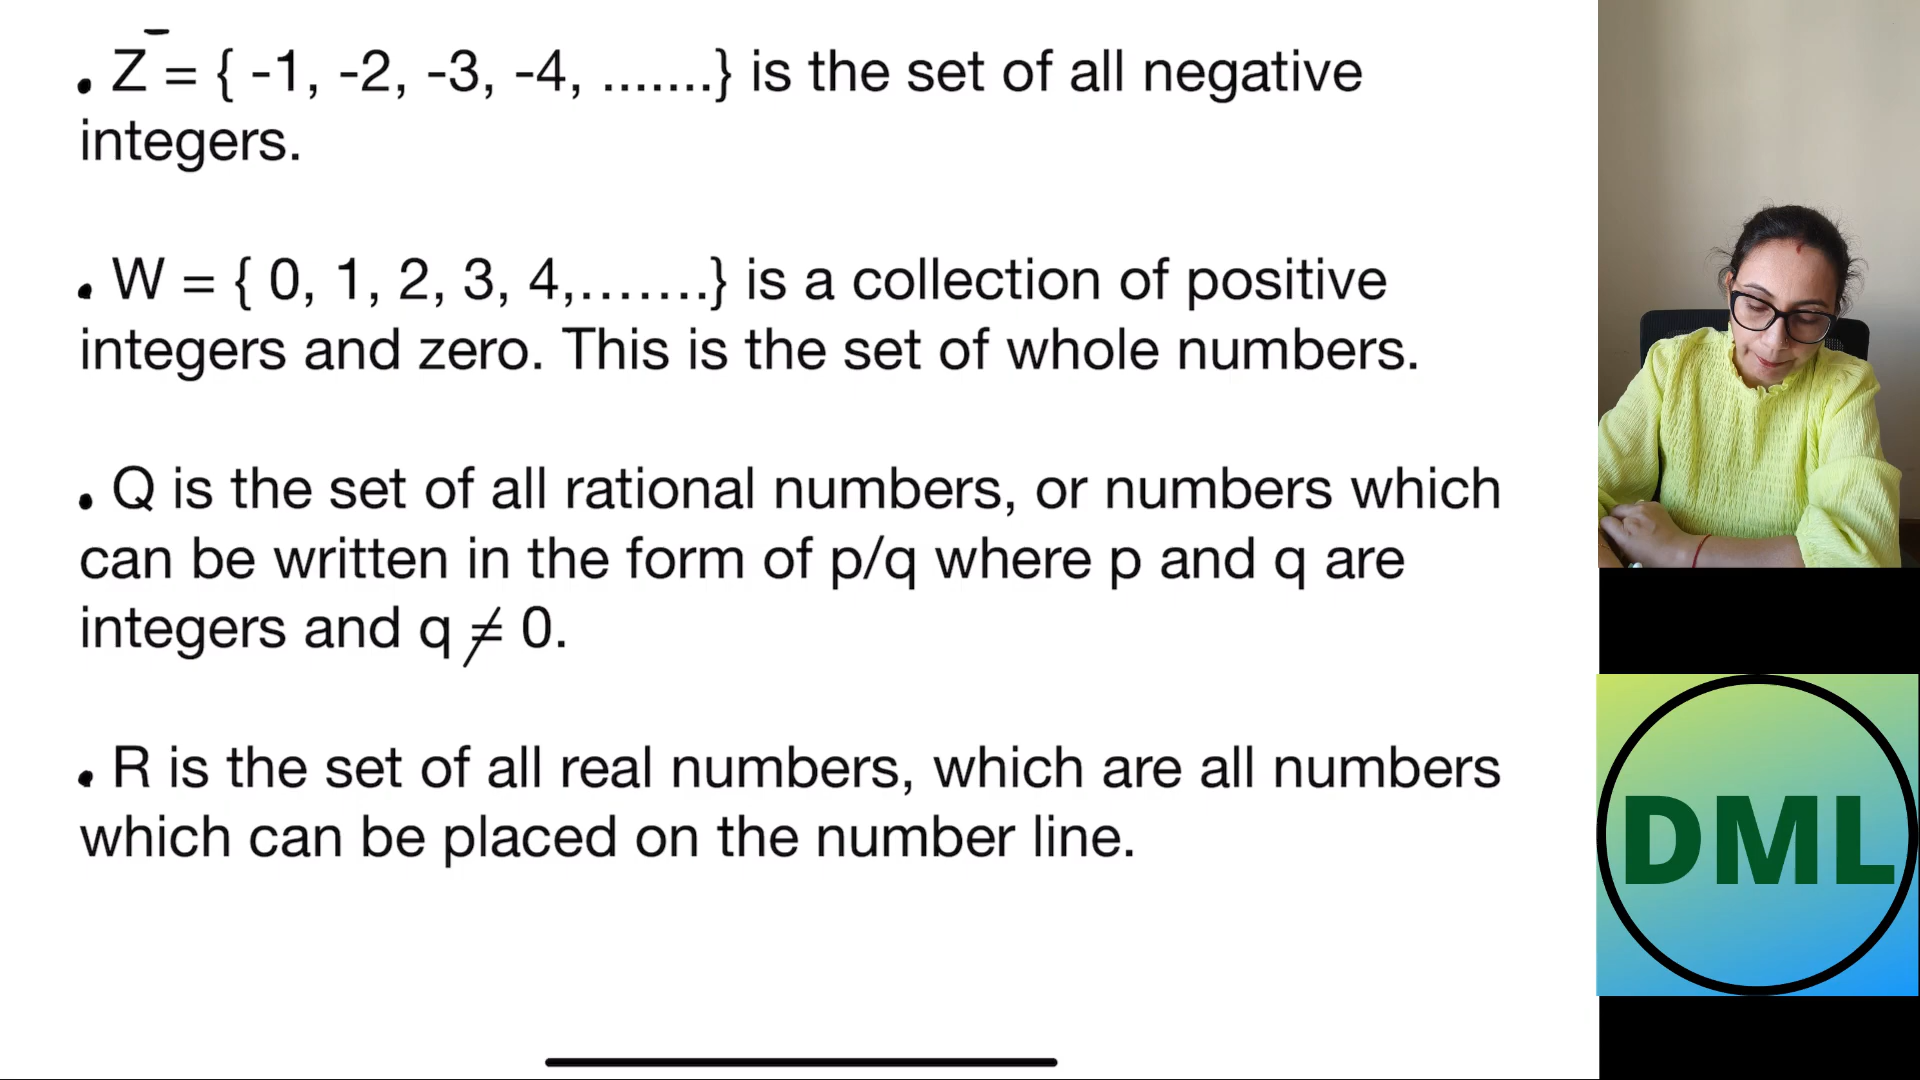 • Z⁻ = { -1, -2, -3, -4, .......} is the set of all negative
integers.
• W = { 0, 1, 2, 3, 4,.......} is a collection of positive
integers and zero. This is the set of whole numbers.
• Q is the set of all rational numbers, or numbers which
can be written in the form of p/q where p and q are
integers and q ≠ 0.
• R is the set of all real numbers, which are all numbers
which can be placed on the number line.
DML